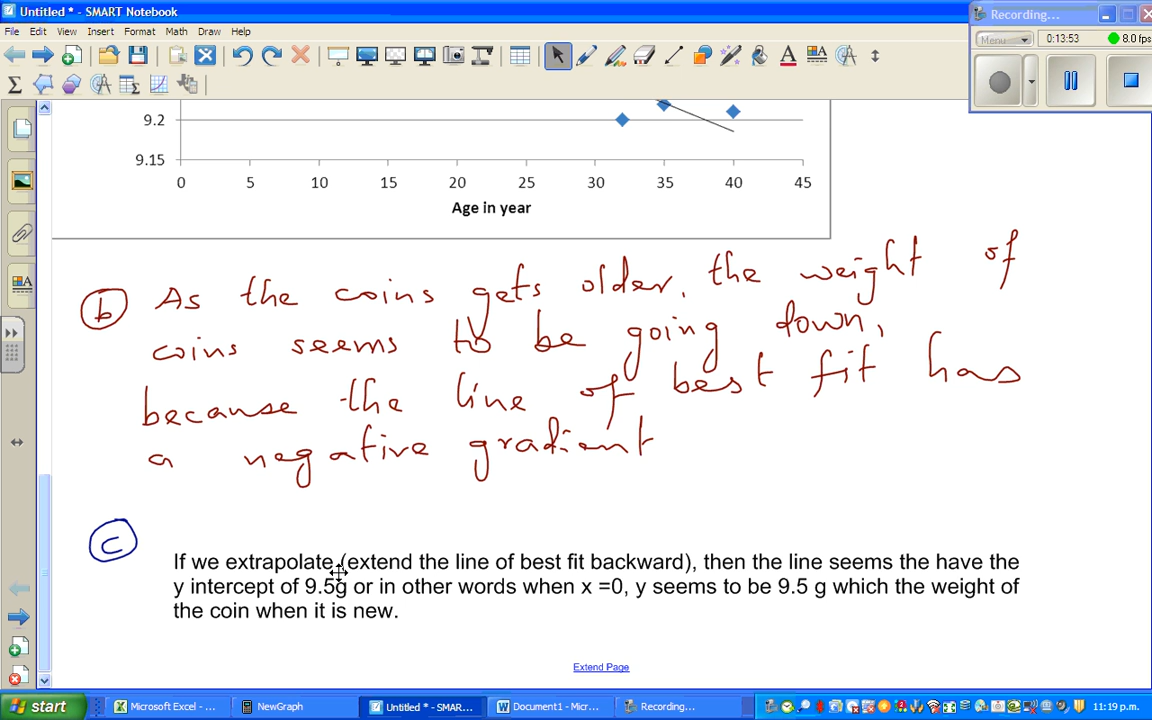 Untitled * - SMART Notebook
Recording...
File Edit View Insert Format Math Draw Help
Menu
0:13:53
8.0 fps
9.2
9.15
0 5 10 15 20 25 30 35 40 45
Age in year
b As the coins gets older, the weight of
coins seems to be going down,
because the line of best fit has
a negative gradient
c
If we extrapolate (extend the line of best fit backward), then the line seems the have the
y intercept of 9.5g or in other words when x =0, y seems to be 9.5 g which the weight of
the coin when it is new.
Extend Page
start
Microsoft Excel - ...
NewGraph
Untitled * - SMAR...
Document1 - Micr...
Recording...
11:19 p.m.